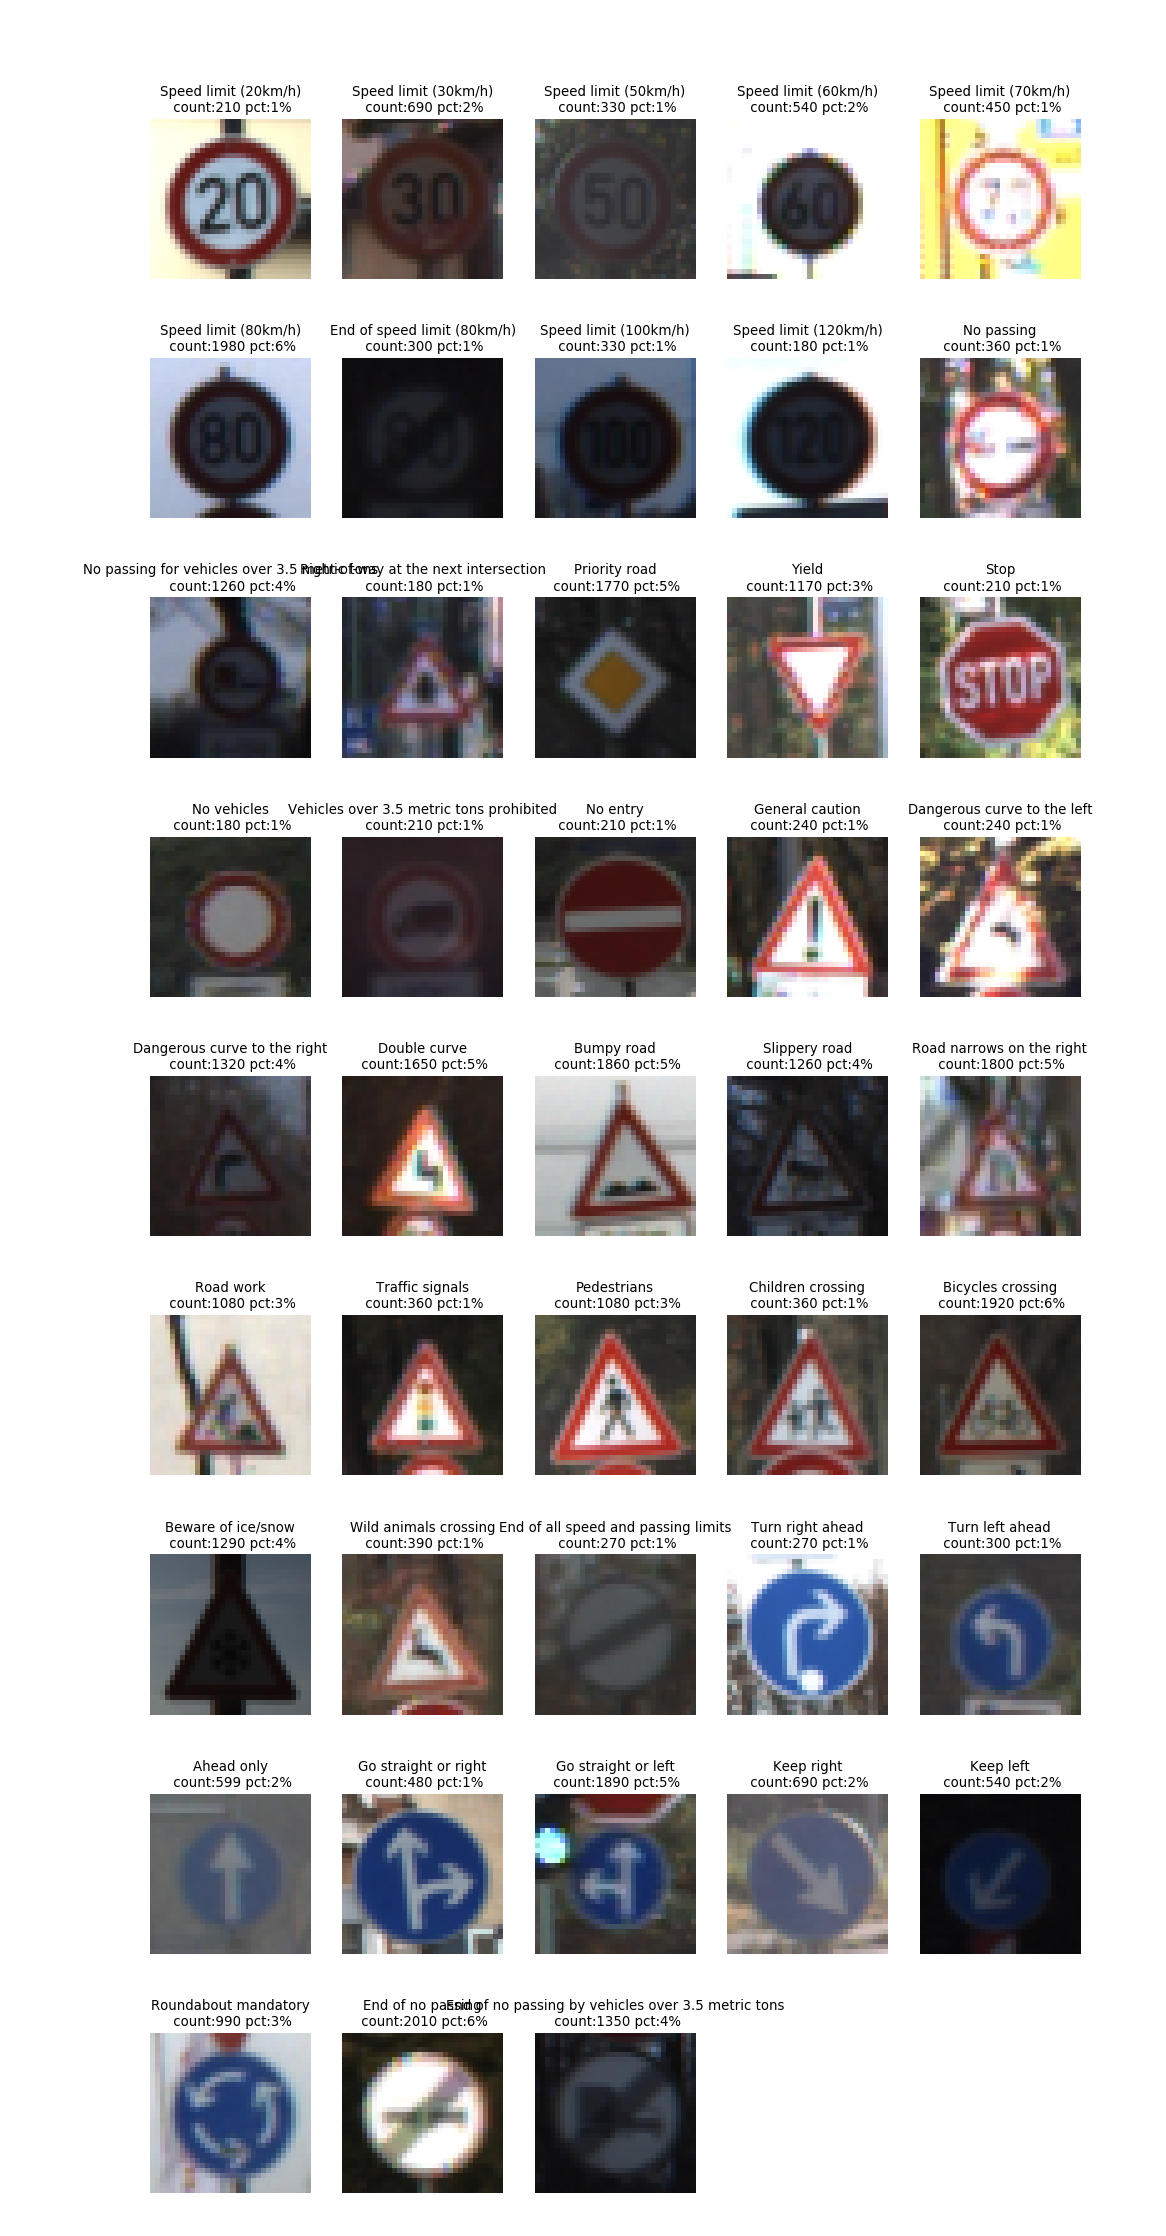 Speed limit (20km/h)
count:210 pct:1%
Speed limit (30km/h)
count:690 pct:2%
Speed limit (50km/h)
count:330 pct:1%
Speed limit (60km/h)
count:540 pct:2%
Speed limit (70km/h)
count:450 pct:1%
20
30
50
60
70
Speed limit (80km/h)
count:1980 pct:6%
End of speed limit (80km/h)
count:300 pct:1%
Speed limit (100km/h)
count:330 pct:1%
Speed limit (120km/h)
count:180 pct:1%
No passing
count:360 pct:1%
80
80
100
120
No passing for vehicles over 3.5 metric tons
count:1260 pct:4%
Right-of-way at the next intersection
count:180 pct:1%
Priority road
count:1770 pct:5%
Yield
count:1170 pct:3%
Stop
count:210 pct:1%
STOP
No vehicles
count:180 pct:1%
Vehicles over 3.5 metric tons prohibited
count:210 pct:1%
No entry
count:210 pct:1%
General caution
count:240 pct:1%
Dangerous curve to the left
count:240 pct:1%
Dangerous curve to the right
count:1320 pct:4%
Double curve
count:1650 pct:5%
Bumpy road
count:1860 pct:5%
Slippery road
count:1260 pct:4%
Road narrows on the right
count:1800 pct:5%
Road work
count:1080 pct:3%
Traffic signals
count:360 pct:1%
Pedestrians
count:1080 pct:3%
Children crossing
count:360 pct:1%
Bicycles crossing
count:1920 pct:6%
Beware of ice/snow
count:1290 pct:4%
Wild animals crossing
count:390 pct:1%
End of all speed and passing limits
count:270 pct:1%
Turn right ahead
count:270 pct:1%
Turn left ahead
count:300 pct:1%
Ahead only
count:599 pct:2%
Go straight or right
count:480 pct:1%
Go straight or left
count:1890 pct:5%
Keep right
count:690 pct:2%
Keep left
count:540 pct:2%
Roundabout mandatory
count:990 pct:3%
End of no passing
count:2010 pct:6%
End of no passing by vehicles over 3.5 metric tons
count:1350 pct:4%